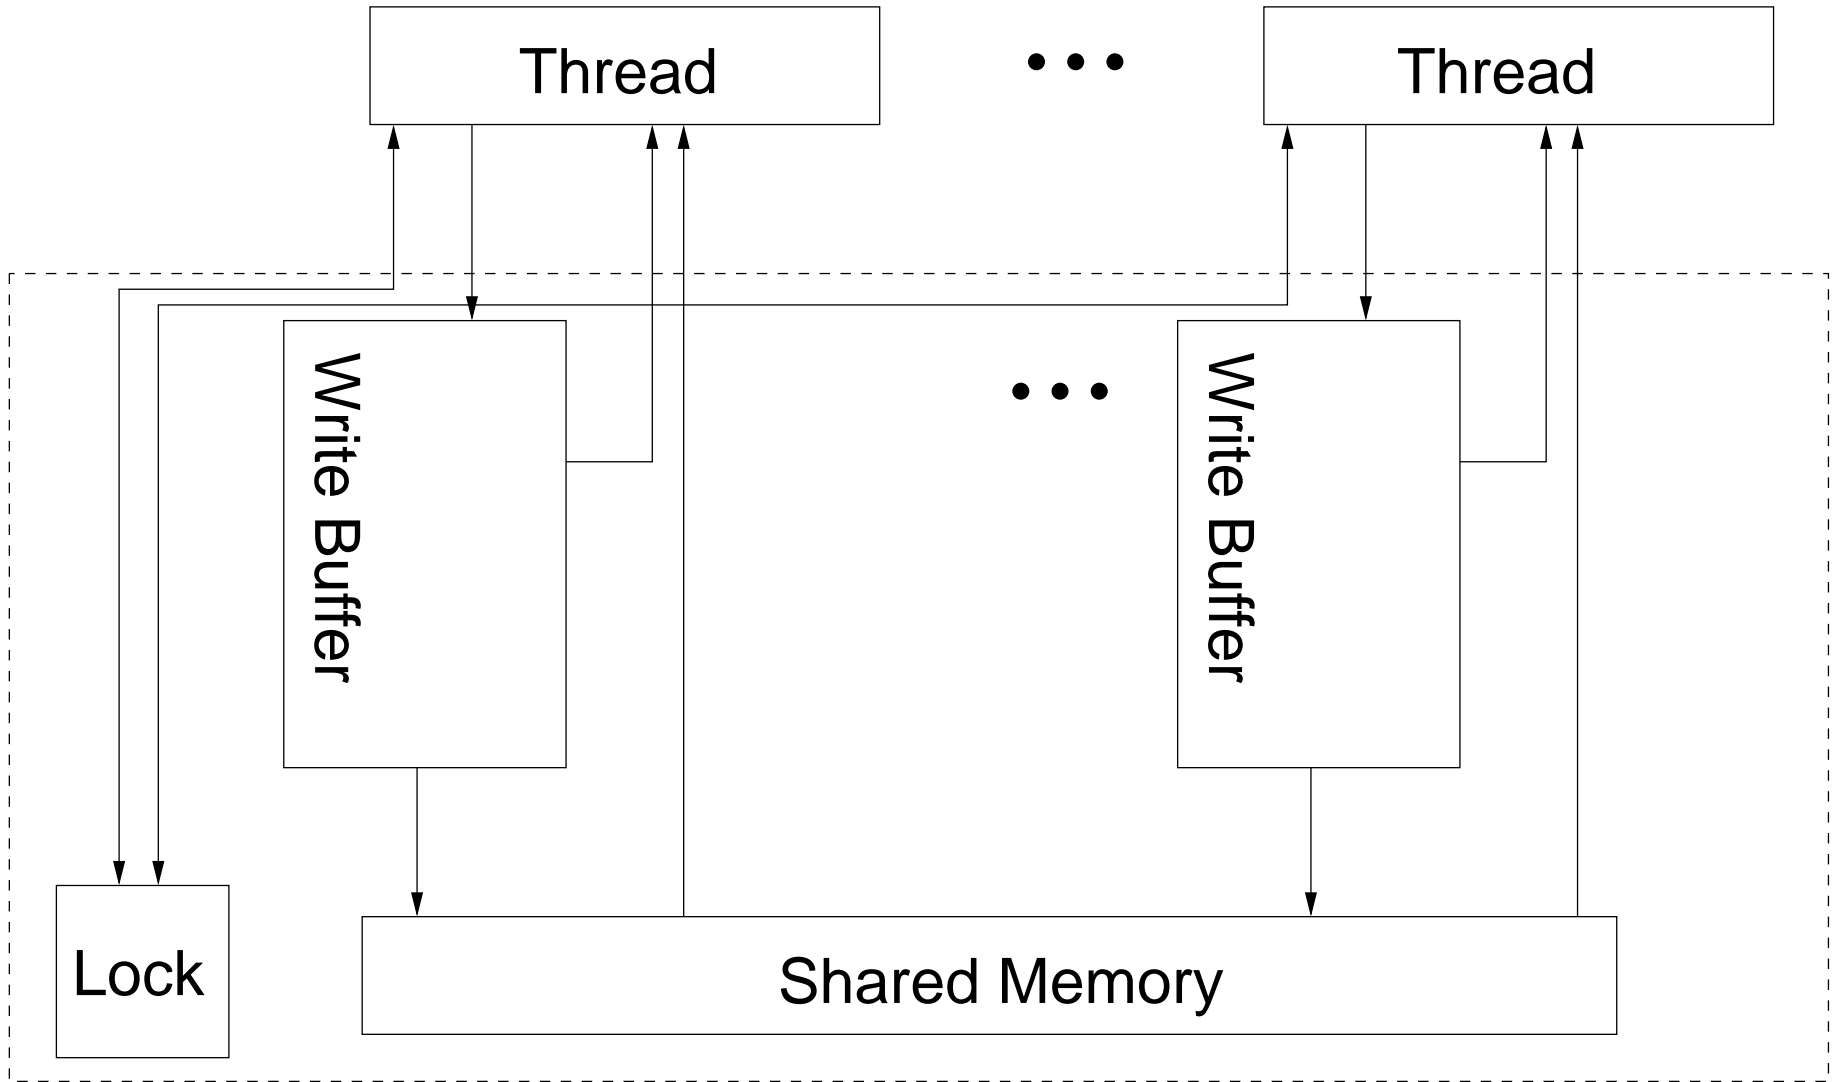 Thread
Thread
Write Buffer
Write Buffer
Lock
Shared Memory